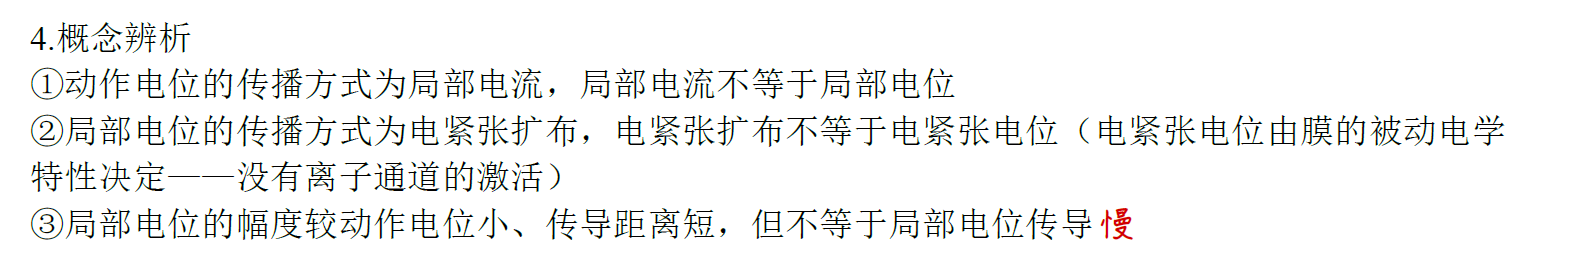 4.概念辨析
①动作电位的传播方式为局部电流，局部电流不等于局部电位
②局部电位的传播方式为电紧张扩布，电紧张扩布不等于电紧张电位（电紧张电位由膜的被动电学
特性决定——没有离子通道的激活）
③局部电位的幅度较动作电位小、传导距离短，但不等于局部电位传导慢